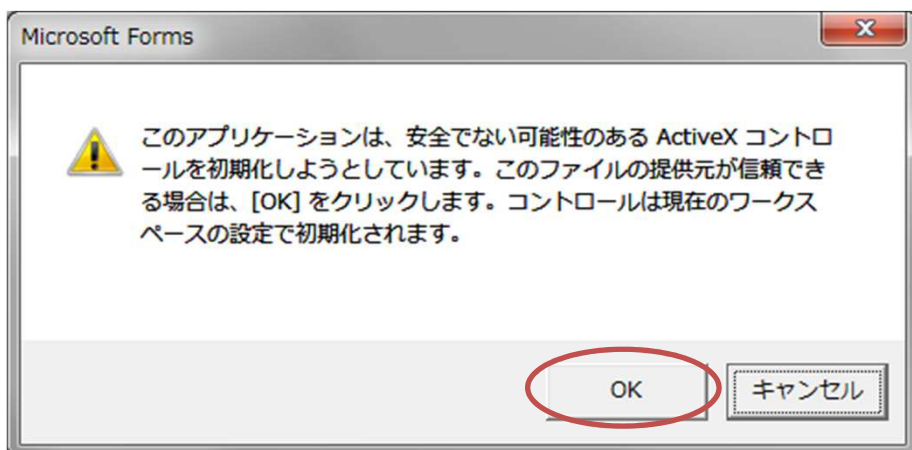 Microsoft Forms
このアプリケーションは、安全でない可能性のある ActiveX コントロ
ールを初期化しようとしています。このファイルの提供元が信頼でき
る場合は、[OK] をクリックします。コントロールは現在のワークス
ペースの設定で初期化されます。
OK
キャンセル